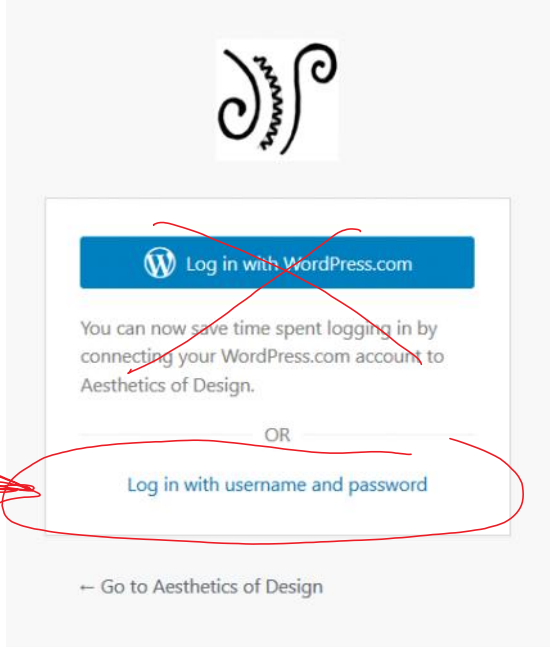 Log in with WordPress.com
You can now save time spent logging in by
connecting your WordPress.com account to
Aesthetics of Design.
OR
Log in with username and password
← Go to Aesthetics of Design